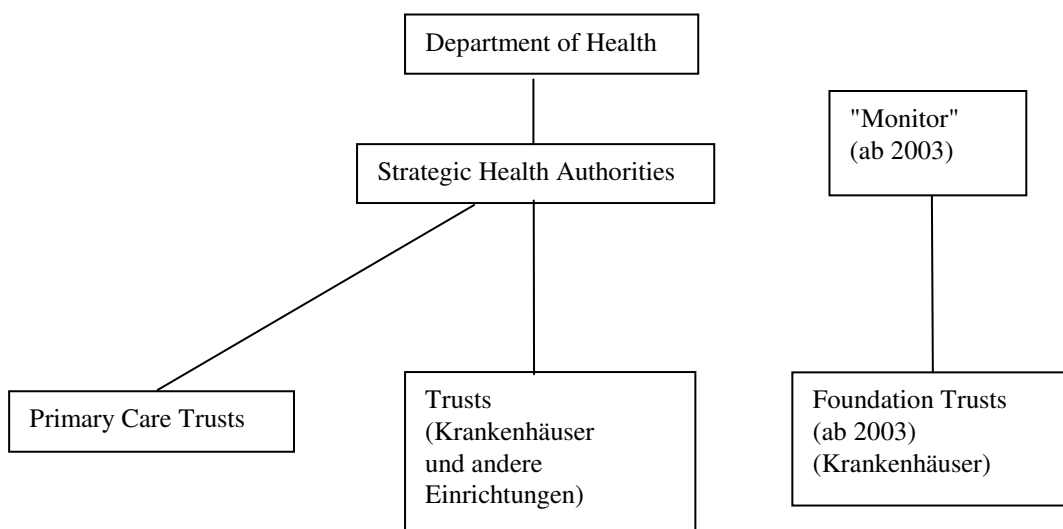 Department of Health
"Monitor"
(ab 2003)
Strategic Health Authorities
Primary Care Trusts
Trusts
(Krankenhäuser
und andere
Einrichtungen)
Foundation Trusts
(ab 2003)
(Krankenhäuser)